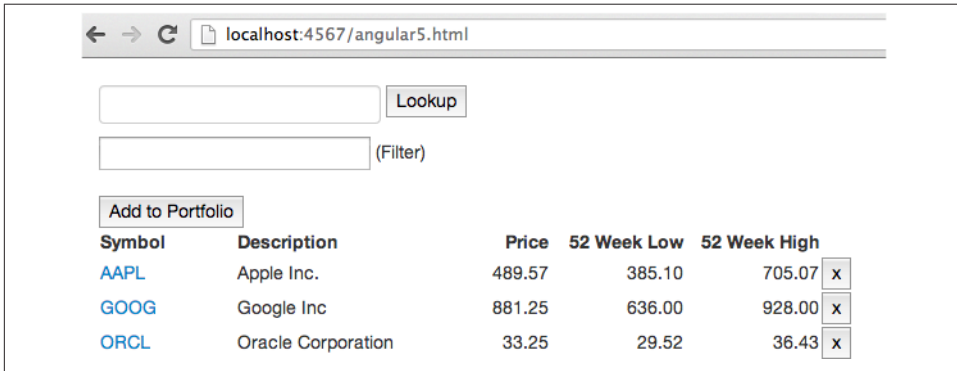 localhost:4567/angular5.html
Lookup
(Filter)
Add to Portfolio
Symbol Description Price 52 Week Low 52 Week High
AAPL Apple Inc. 489.57 385.10 705.07 x
GOOG Google Inc 881.25 636.00 928.00 x
ORCL Oracle Corporation 33.25 29.52 36.43 x